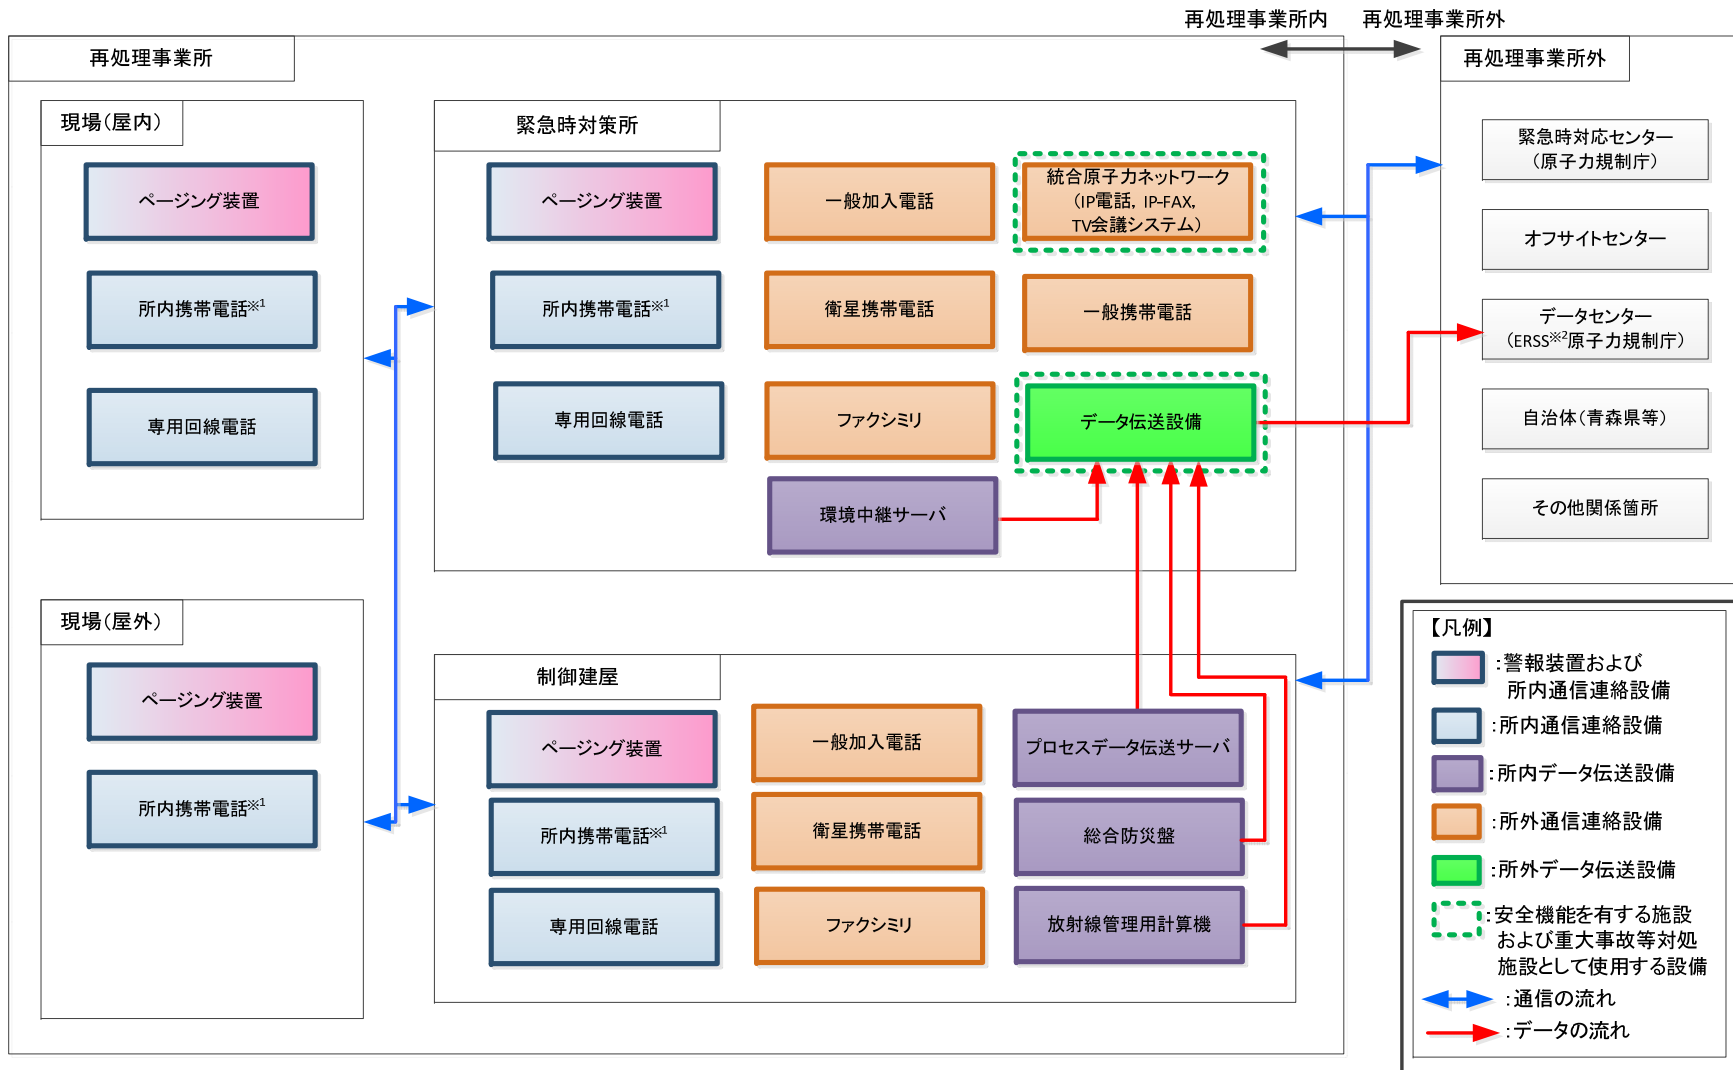 再処理事業所内
再処理事業所外
再処理事業所
現場(屋内)
ページング装置
所内携帯電話※1
専用回線電話
現場(屋外)
ページング装置
所内携帯電話※1
緊急時対策所
ページング装置
一般加入電話
統合原子力ネットワーク
(IP電話, IP-FAX,
TV会議システム)
所内携帯電話※1
衛星携帯電話
一般携帯電話
専用回線電話
ファクシミリ
データ伝送設備
環境中継サーバ
制御建屋
ページング装置
一般加入電話
プロセスデータ伝送サーバ
所内携帯電話※1
衛星携帯電話
総合防災盤
専用回線電話
ファクシミリ
放射線管理用計算機
再処理事業所外
緊急時対応センター
(原子力規制庁)
オフサイトセンター
データセンター
(ERSS※2原子力規制庁)
自治体(青森県等)
その他関係箇所
【凡例】
:警報装置および
所内通信連絡設備
:所内通信連絡設備
:所内データ伝送設備
:所外通信連絡設備
:所外データ伝送設備
:安全機能を有する施設
および重大事故等対処
施設として使用する設備
:通信の流れ
:データの流れ